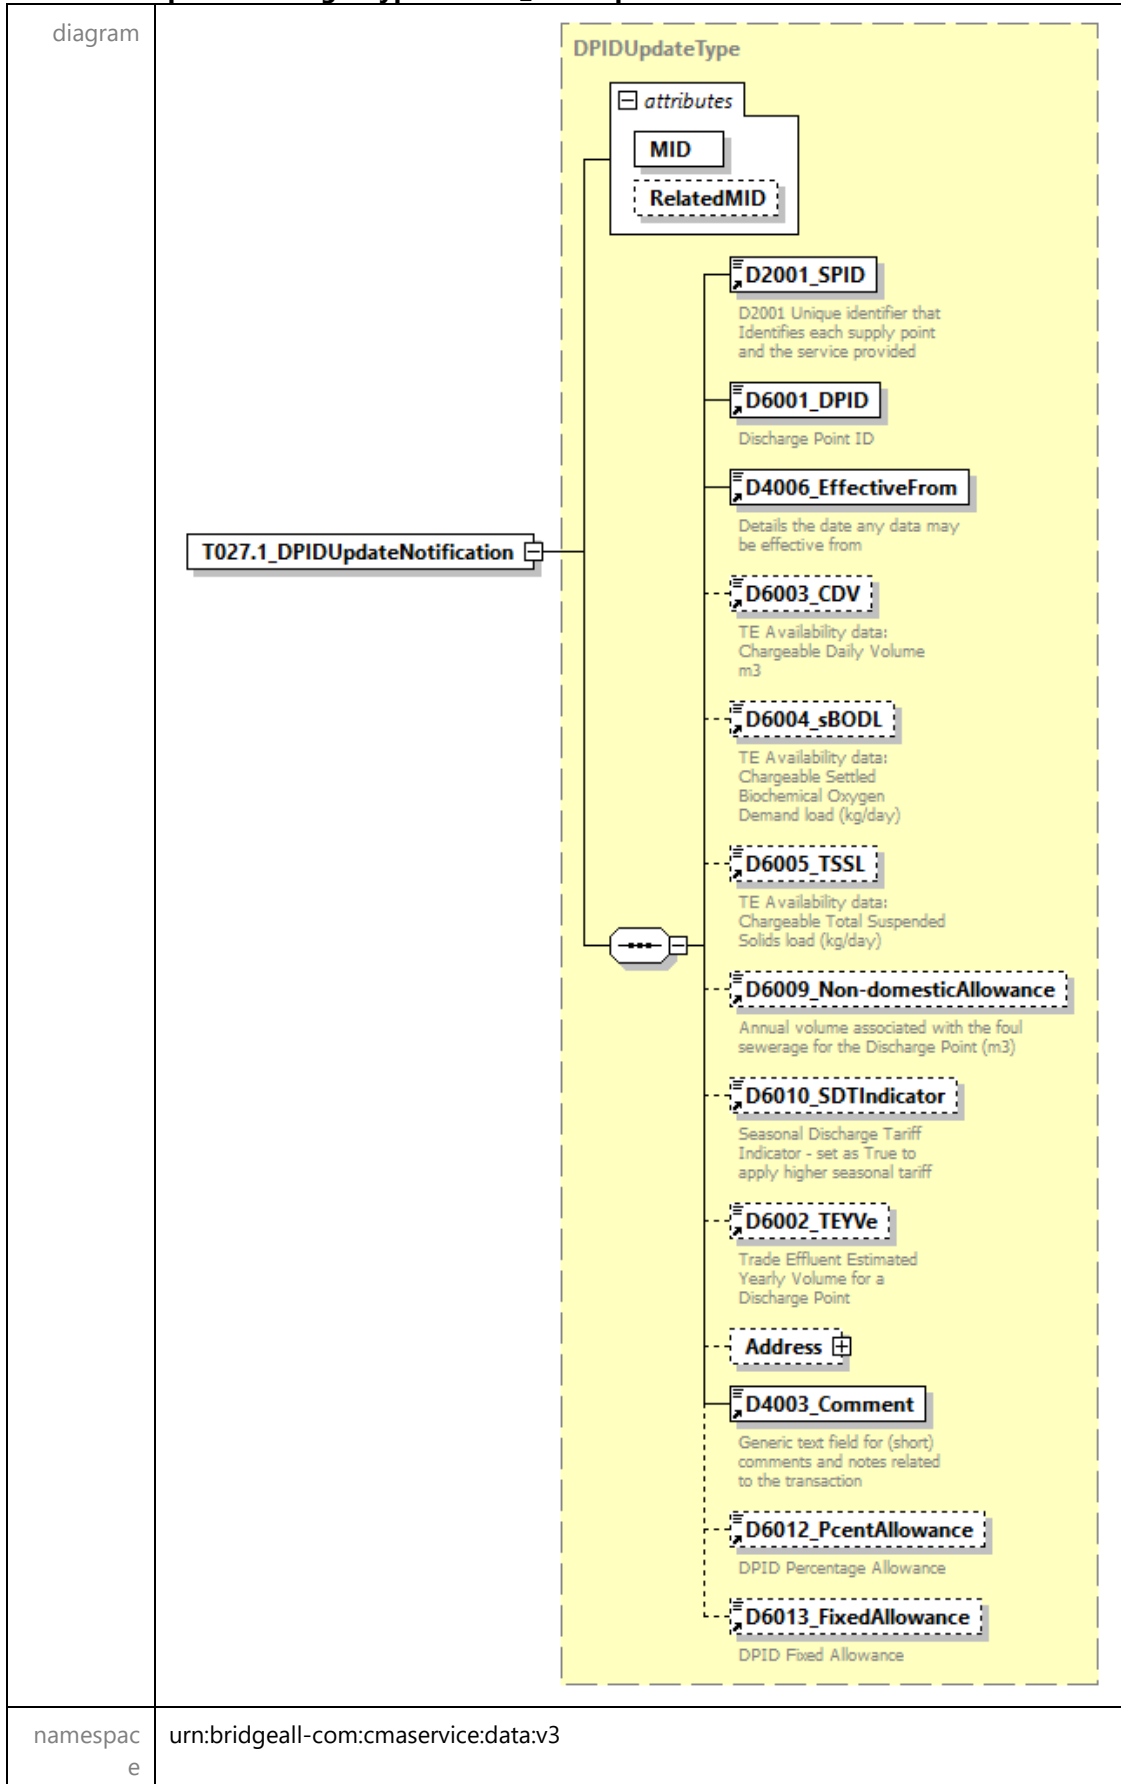 diagram
DPIDUpdateType
attributes
MID
RelatedMID
D2001_SPID
D2001 Unique identifier that
Identifies each supply point
and the service provided
D6001_DPID
Discharge Point ID
D4006_EffectiveFrom
Details the date any data may
be effective from
T027.1_DPIDUpdateNotification
D6003_CDV
TE Availability data:
Chargeable Daily Volume
m3
D6004_sBODL
TE Availability data:
Chargeable Settled
Biochemical Oxygen
Demand load (kg/day)
D6005_TSSL
TE Availability data:
Chargeable Total Suspended
Solids load (kg/day)
D6009_Non-domesticAllowance
Annual volume associated with the foul
sewerage for the Discharge Point (m3)
D6010_SDTIndicator
Seasonal Discharge Tariff
Indicator - set as True to
apply higher seasonal tariff
D6002_TEYVe
Trade Effluent Estimated
Yearly Volume for a
Discharge Point
Address
D4003_Comment
Generic text field for (short)
comments and notes related
to the transaction
D6012_PcentAllowance
DPID Percentage Allowance
D6013_FixedAllowance
DPID Fixed Allowance
namespac
e
urn:bridgeall-com:cmaservice:data:v3